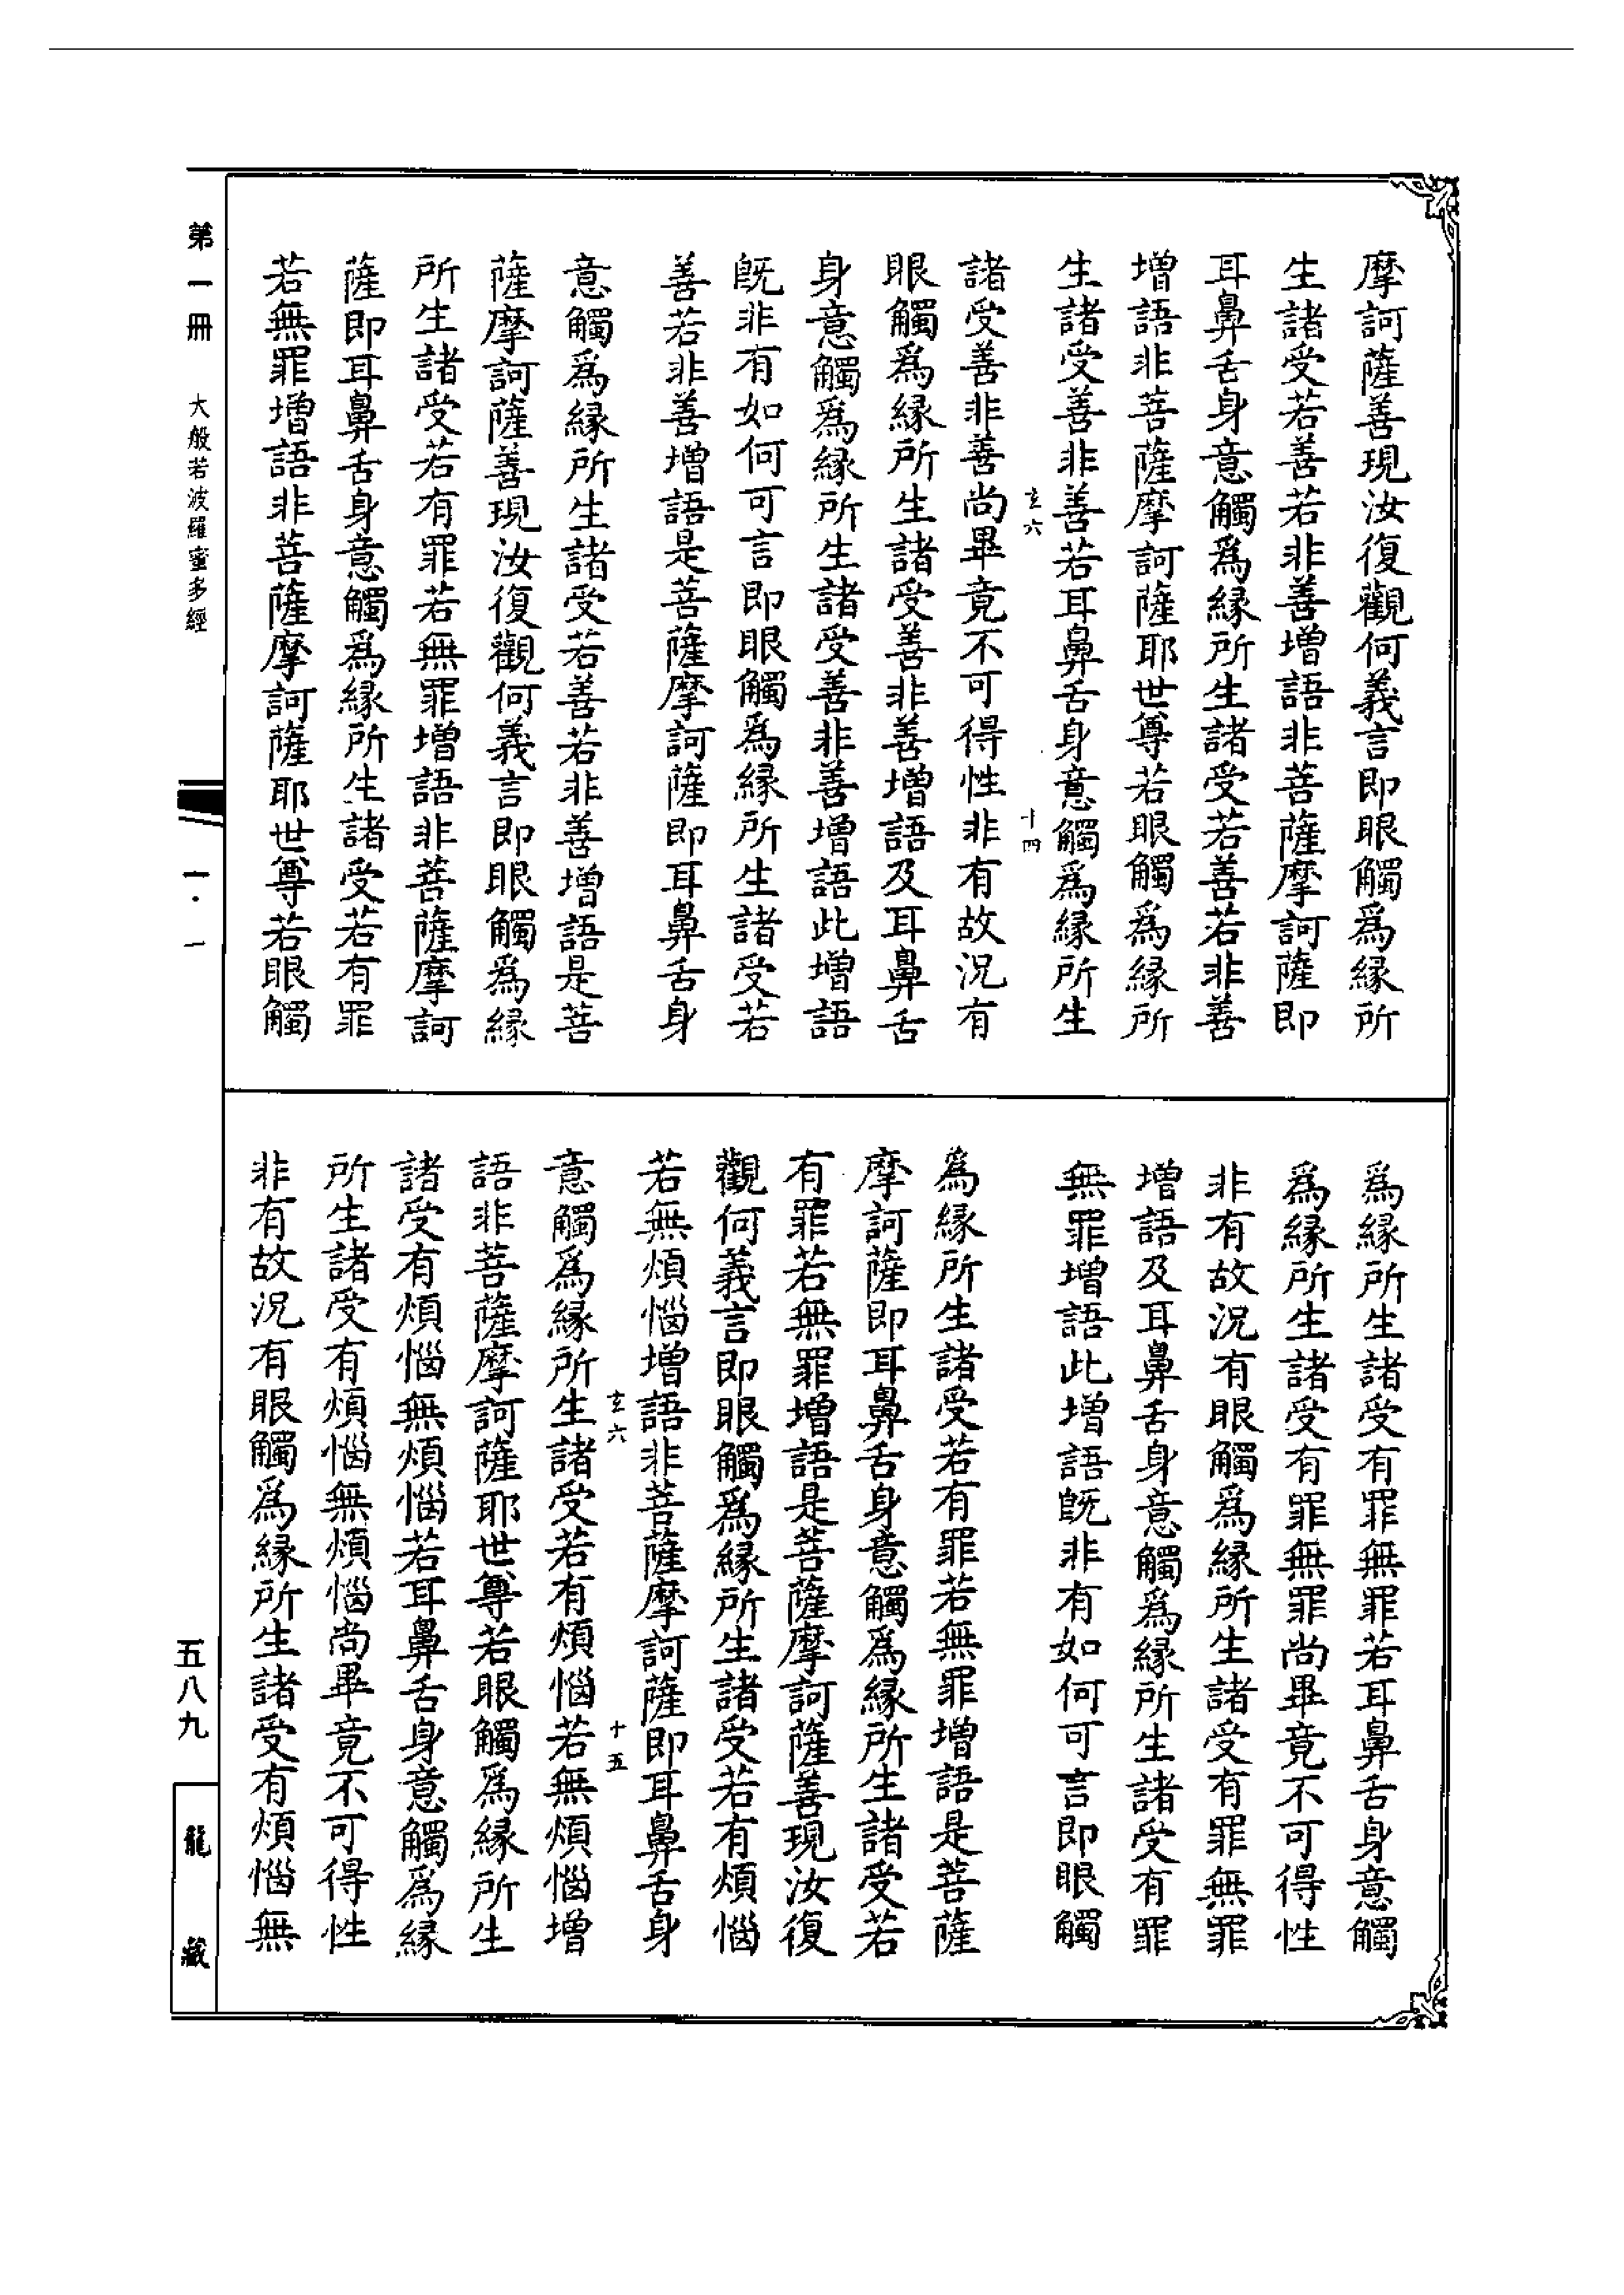 摩訶薩善現汝復觀何義言即眼觸爲緣所
生諸受若善若非善增語非菩薩摩訶薩即
耳鼻舌身意觸爲緣所生諸受若善若非善
增語非菩薩摩訶薩耶世尊若眼觸爲緣所
生諸受善非善若耳鼻舌身意觸爲緣所生
玄六 十四
諸受善非善尚畢竟不可得性非有故況有
眼觸爲緣所生諸受善非善增語及耳鼻舌
身意觸爲緣所生諸受善非善增語此增語
旣非有如何可言即眼觸爲緣所生諸受若
善若非善增語是菩薩摩訶薩即耳鼻舌身
意觸爲緣所生諸受若善若非善增語是菩
薩摩訶薩善現汝復觀何義言即眼觸爲緣
所生諸受若有罪若無罪增語非菩薩摩訶
薩即耳鼻舌身意觸爲緣所生諸受若有罪
若無罪增語非菩薩摩訶薩耶世尊若眼觸
爲緣所生諸受有罪無罪若耳鼻舌身意觸
爲緣所生諸受有罪無罪尚畢竟不可得性
非有故況有眼觸爲緣所生諸受有罪無罪
增語及耳鼻舌身意觸爲緣所生諸受有罪
無罪增語此增語旣非有如何可言即眼觸
爲緣所生諸受若有罪若無罪增語是菩薩
摩訶薩即耳鼻舌身意觸爲緣所生諸受若
有罪若無罪增語是菩薩摩訶薩善現汝復
觀何義言即眼觸爲緣所生諸受若有煩惱
若無煩惱增語非菩薩摩訶薩即耳鼻舌身
玄六 十五
意觸爲緣所生諸受若有煩惱若無煩惱增
語非菩薩摩訶薩耶世尊若眼觸爲緣所生
諸受有煩惱無煩惱若耳鼻舌身意觸爲緣
所生諸受有煩惱無煩惱尚畢竟不可得性
非有故況有眼觸爲緣所生諸受有煩惱無
第一冊 大般若波羅蜜多經 一·一 五八九 龍藏